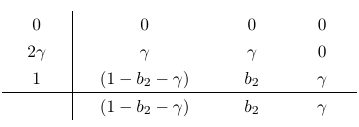 0 0 0 0
2γ γ γ 0
1 (1 − b₂ − γ) b₂ γ
(1 − b₂ − γ) b₂ γ